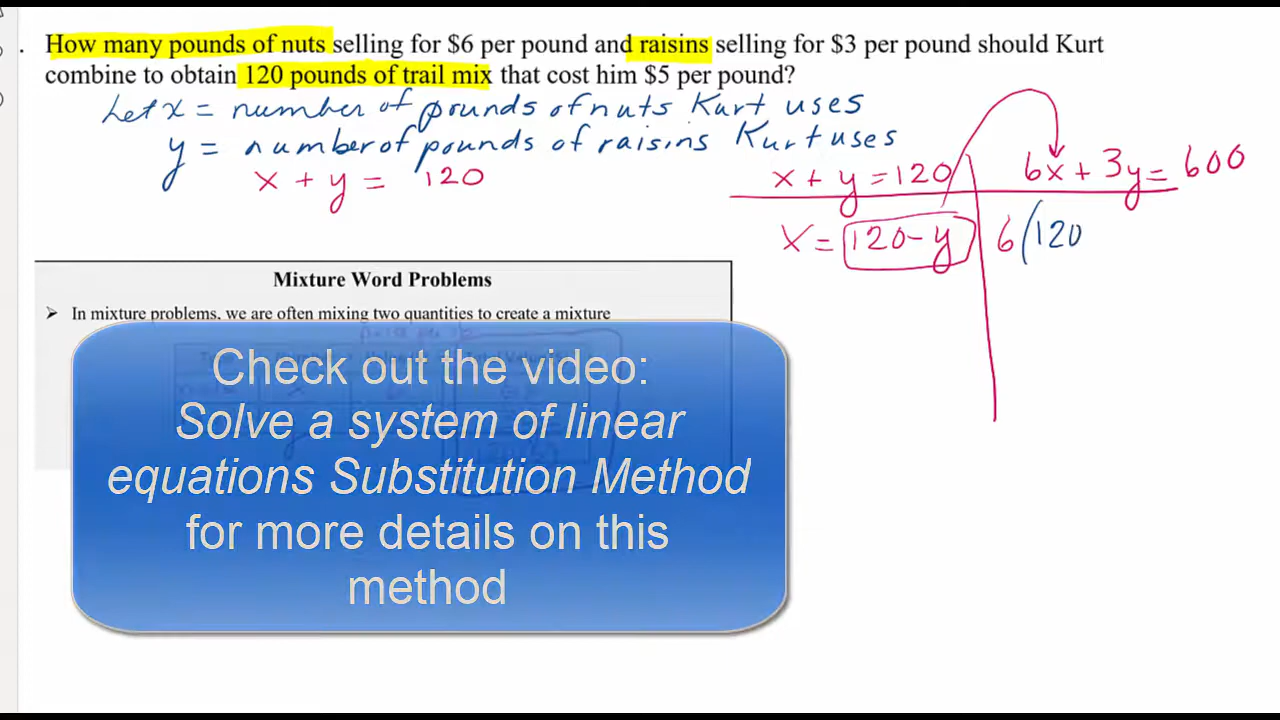 How many pounds of nuts selling for $6 per pound and raisins selling for $3 per pound should Kurt
combine to obtain 120 pounds of trail mix that cost him $5 per pound?
Let x = number of pounds of nuts Kurt uses
y = number of pounds of raisins Kurt uses
x + y = 120
x + y = 120
6x + 3y = 600
x = 120 - y
6(120
Mixture Word Problems
➢ In mixture problems, we are often mixing two quantities to create a mixture
Check out the video:
Solve a system of linear
equations Substitution Method
for more details on this
method